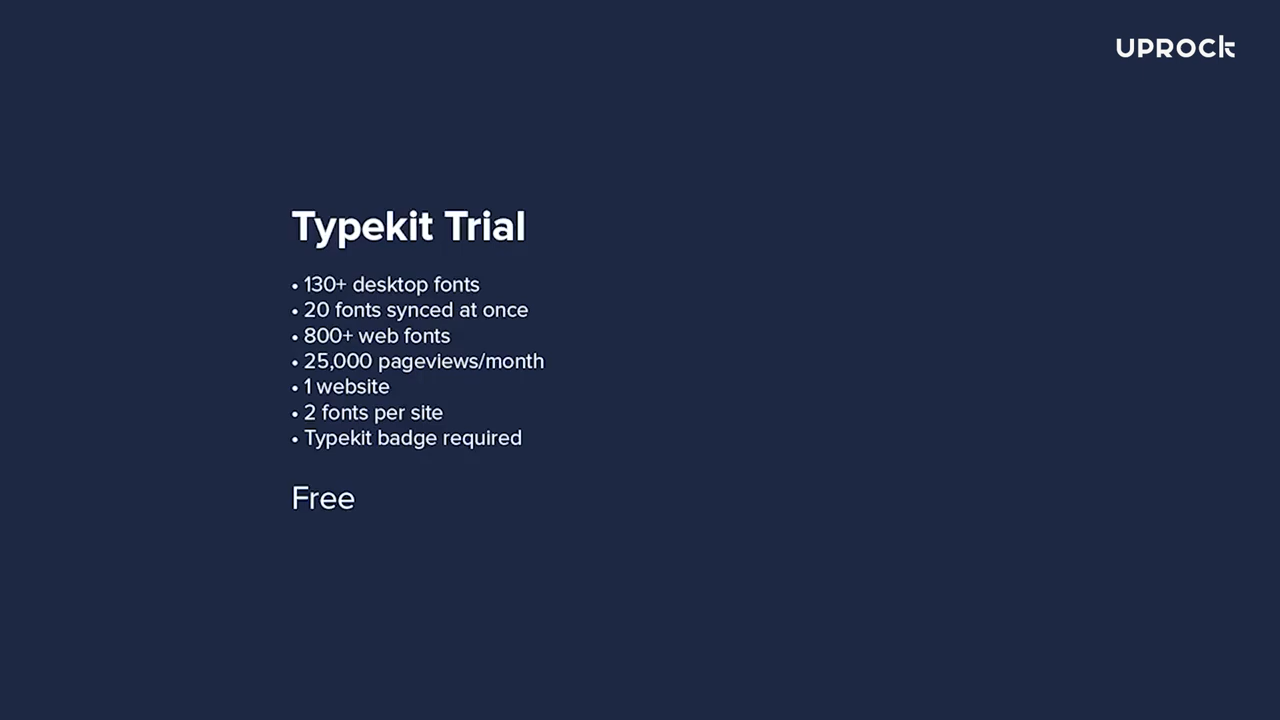 UPROCK
Typekit Trial
• 130+ desktop fonts
• 20 fonts synced at once
• 800+ web fonts
• 25,000 pageviews/month
• 1 website
• 2 fonts per site
• Typekit badge required
Free